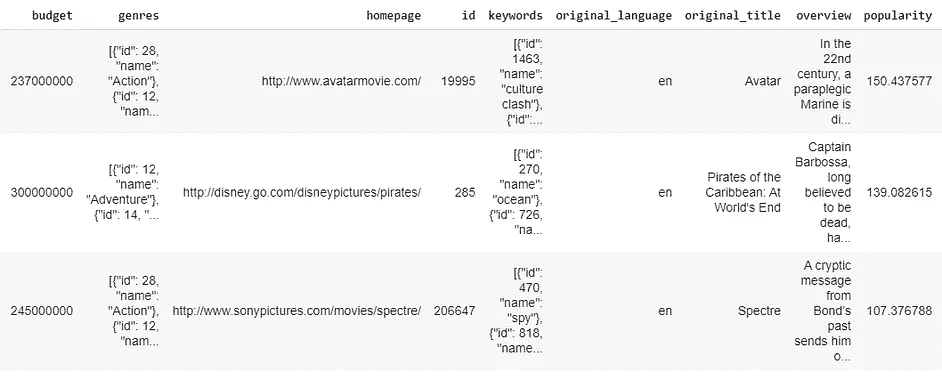 budget genres homepage id keywords original_language original_title overview popularity
237000000
[{"id": 28,
"name":
"Action"},
{"id": 12,
"nam...
http://www.avatarmovie.com/
19995
[{"id":
1463,
"name":
"culture
clash"},
{"id":...
en
Avatar
In the
22nd
century, a
paraplegic
Marine is
di...
150.437577
300000000
[{"id": 12,
"name":
"Adventure"},
{"id": 14, "...
http://disney.go.com/disneypictures/pirates/
285
[{"id":
270,
"name":
"ocean"},
{"id": 726,
"na...
en
Pirates of the
Caribbean: At
World's End
Captain
Barbossa,
long
believed
to be
dead,
ha...
139.082615
245000000
[{"id": 28,
"name":
"Action"},
{"id": 12,
"nam...
http://www.sonypictures.com/movies/spectre/
206647
[{"id":
470,
"name":
"spy"},
{"id": 818,
"name...
en
Spectre
A cryptic
message
from
Bond's
past
sends him
o...
107.376788